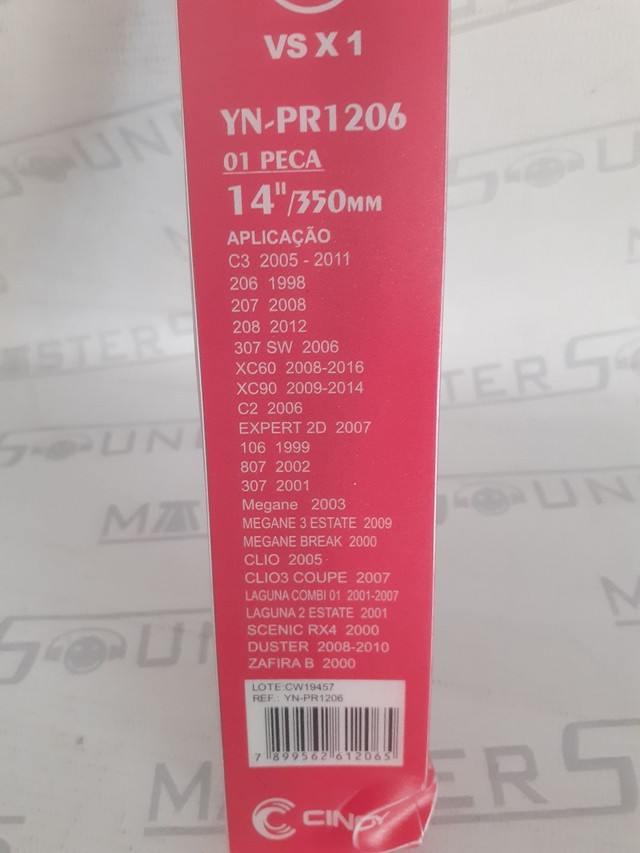 VS X 1
YN-PR1206
01 PECA
14"/350MM
APLICAÇÃO
C3 2005 - 2011
206 1998
207 2008
208 2012
307 SW 2006
XC60 2008-2016
XC90 2009-2014
C2 2006
EXPERT 2D 2007
106 1999
807 2002
307 2001
Megane 2003
MEGANE 3 ESTATE 2009
MEGANE BREAK 2000
CLIO 2005
CLIO3 COUPE 2007
LAGUNA COMBI 01 2001-2007
LAGUNA 2 ESTATE 2001
SCENIC RX4 2000
DUSTER 2008-2010
ZAFIRA B 2000
LOTE:CW19457
REF.: YN-PR1206
7 899562 612065
CINOY